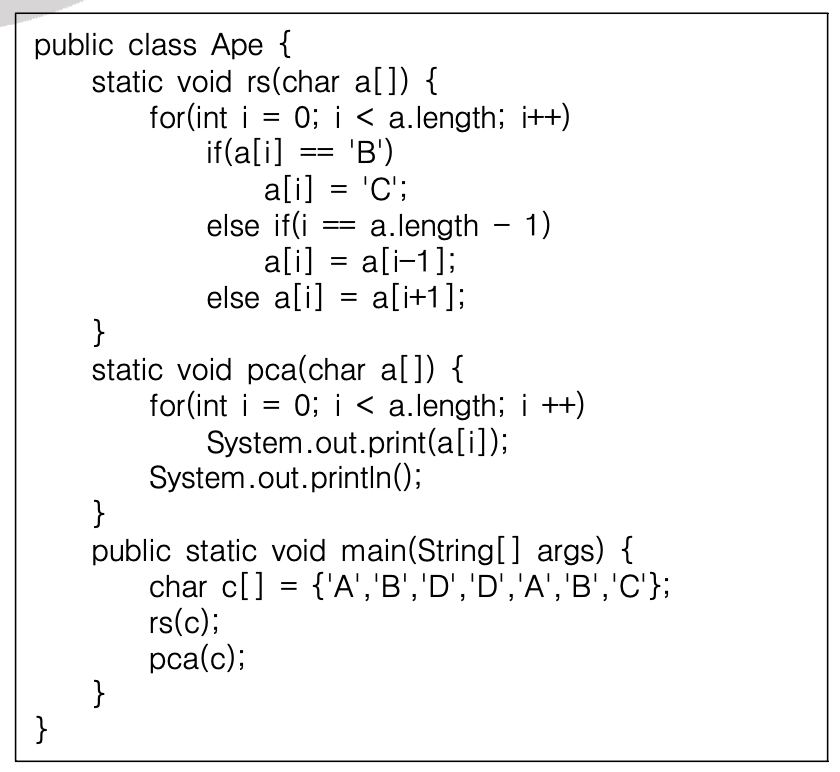 public class Ape {
static void rs(char a[]) {
for(int i = 0; i < a.length; i++)
if(a[i] == 'B')
a[i] = 'C';
else if(i == a.length - 1)
a[i] = a[i-1];
else a[i] = a[i+1];
}
static void pca(char a[]) {
for(int i = 0; i < a.length; i ++)
System.out.print(a[i]);
System.out.println();
}
public static void main(String[] args) {
char c[] = {'A','B','D','D','A','B','C'};
rs(c);
pca(c);
}
}